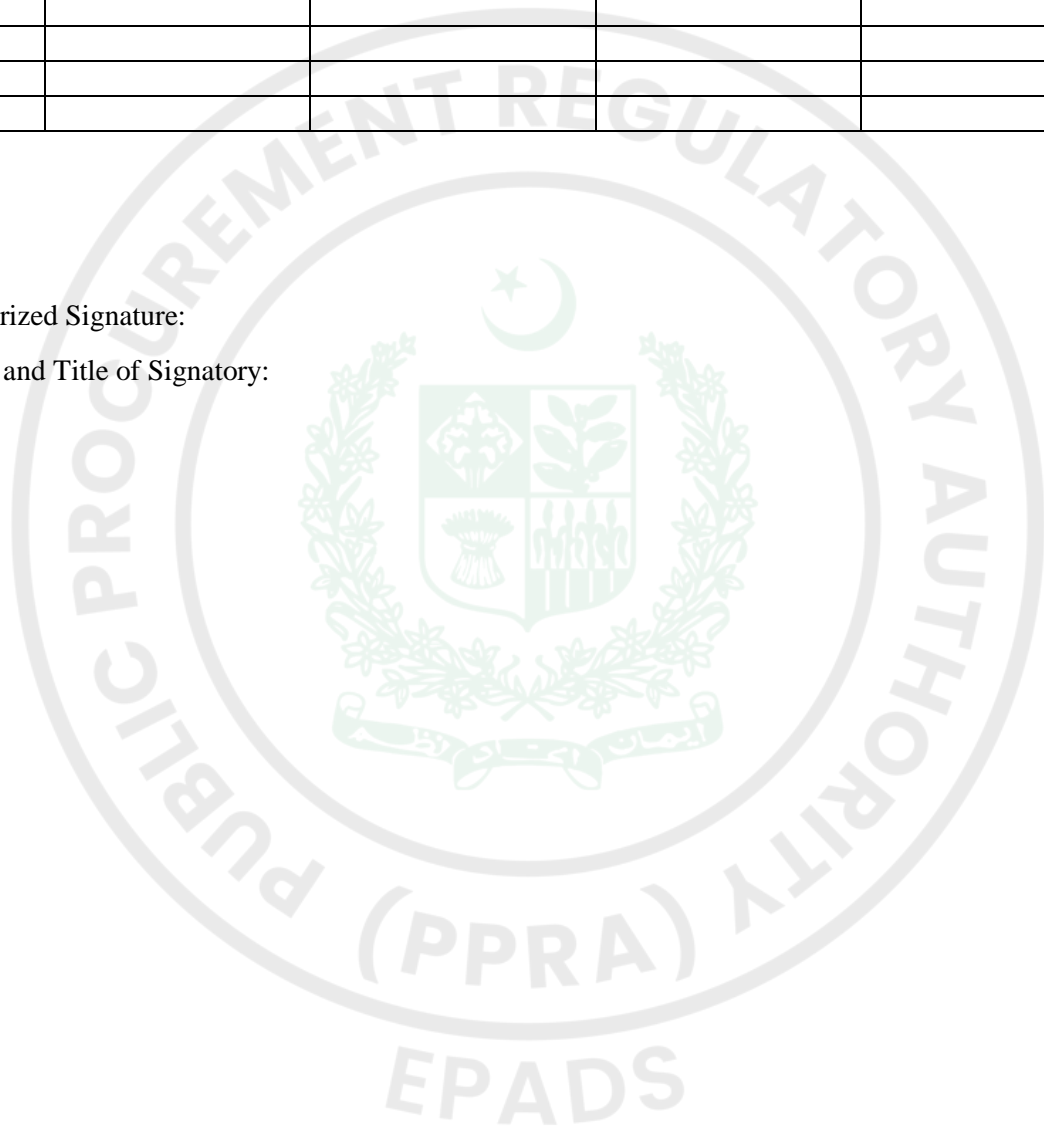 rized Signature:
and Title of Signatory:
PUBLIC PROCUREMENT REGULATORY AUTHORITY
(PPRA)
EPADS